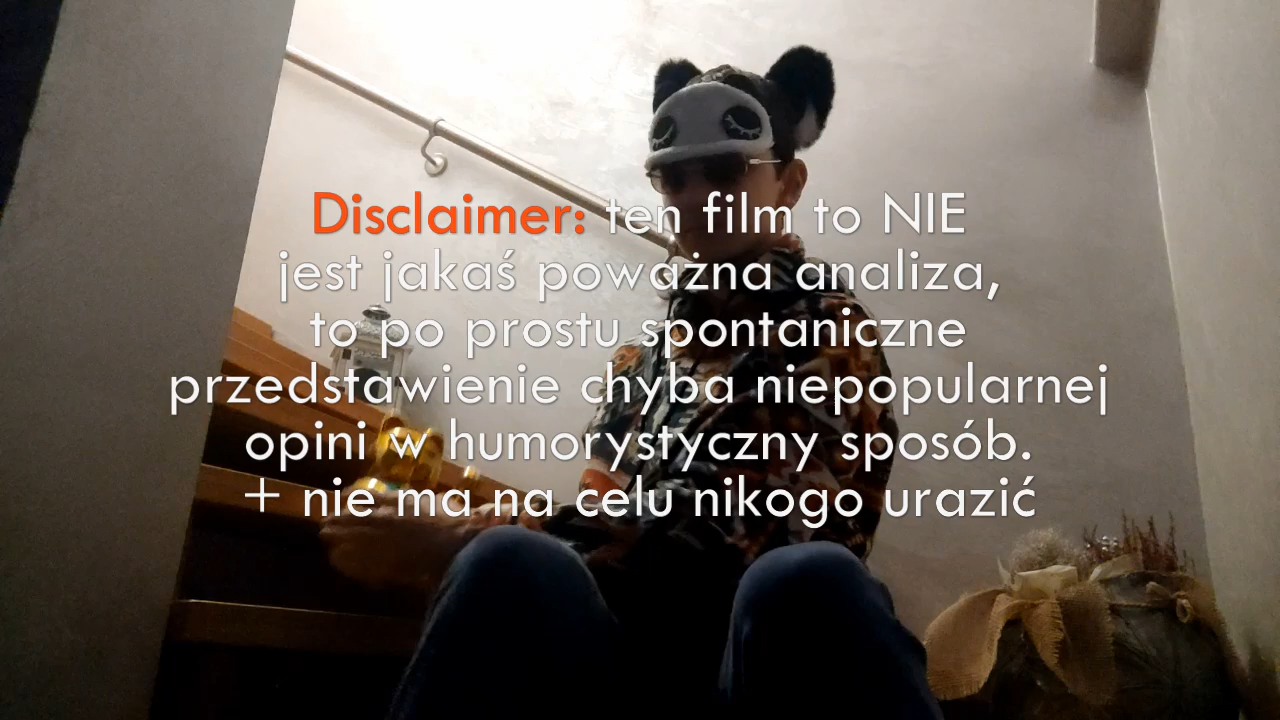 Disclaimer: ten film to NIE
jest jakaś poważna analiza,
to po prostu spontaniczne
przedstawienie chyba niepopularnej
opini w humorystyczny sposób.
+ nie ma na celu nikogo urazić